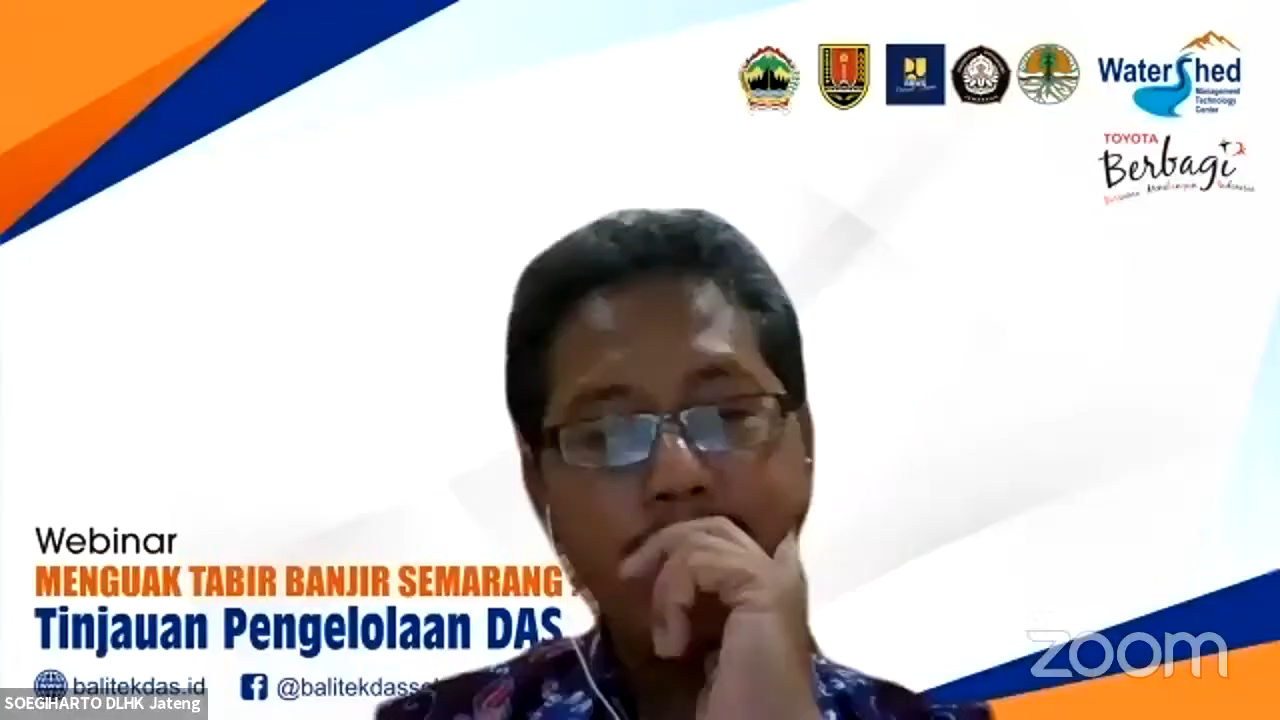 WaterShed
Management
Technology
Center
TOYOTA
Berbagi
Webinar
MENGUAK TABIR BANJIR SEMARANG
Tinjauan Pengelolaan DAS
balitekdas.id
@balitekdass
SOEGIHARTO DLHK Jateng
zoom